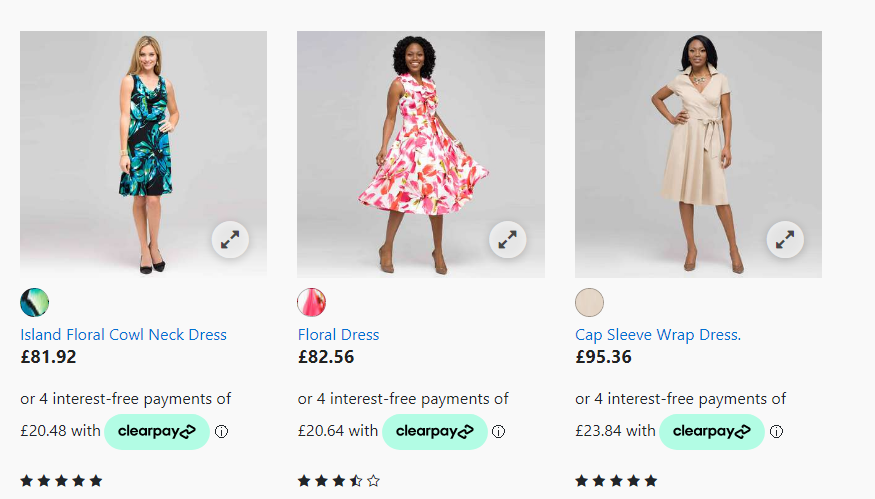 Island Floral Cowl Neck Dress
£81.92
or 4 interest-free payments of
£20.48 with clearpay
Floral Dress
£82.56
or 4 interest-free payments of
£20.64 with clearpay
Cap Sleeve Wrap Dress.
£95.36
or 4 interest-free payments of
£23.84 with clearpay